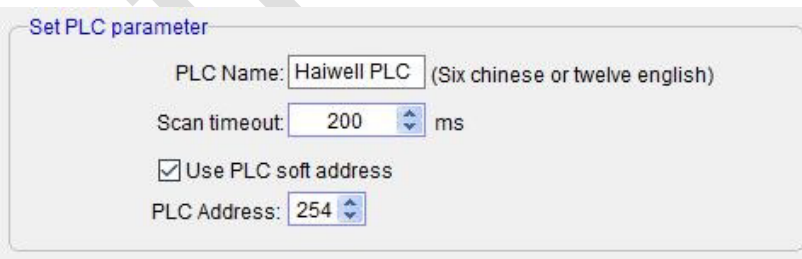 Set PLC parameter
PLC Name: Haiwell PLC (Six chinese or twelve english)
Scan timeout: 200 ms
Use PLC soft address
PLC Address: 254